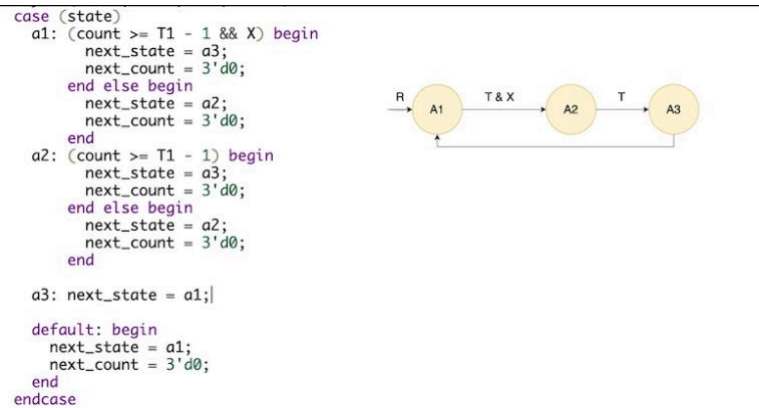 case (state)
a1: (count >= T1 - 1 && X) begin
next_state = a3;
next_count = 3'd0;
end else begin
next_state = a2;
next_count = 3'd0;
end
a2: (count >= T1 - 1) begin
next_state = a3;
next_count = 3'd0;
end else begin
next_state = a2;
next_count = 3'd0;
end
a3: next_state = a1;
default: begin
next_state = a1;
next_count = 3'd0;
end
endcase
R
A1
T & X
A2
T
A3